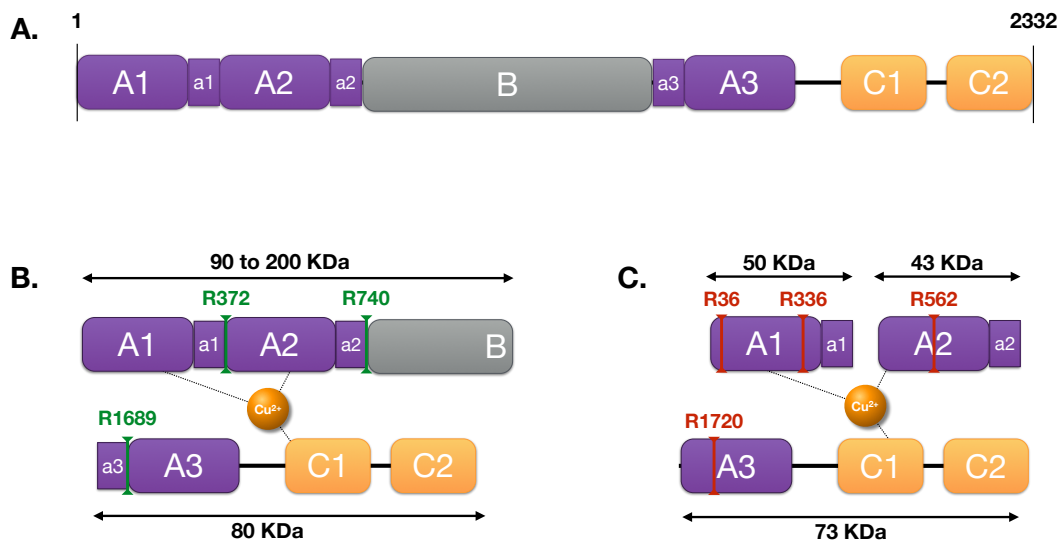 A.
1
2332
A1
a1
A2
a2
B
a3
A3
C1
C2
B.
90 to 200 KDa
R372
R740
A1
a1
A2
a2
B
Cu²⁺
R1689
a3
A3
C1
C2
80 KDa
C.
50 KDa
43 KDa
R36
R336
R562
A1
a1
A2
a2
Cu²⁺
R1720
A3
C1
C2
73 KDa